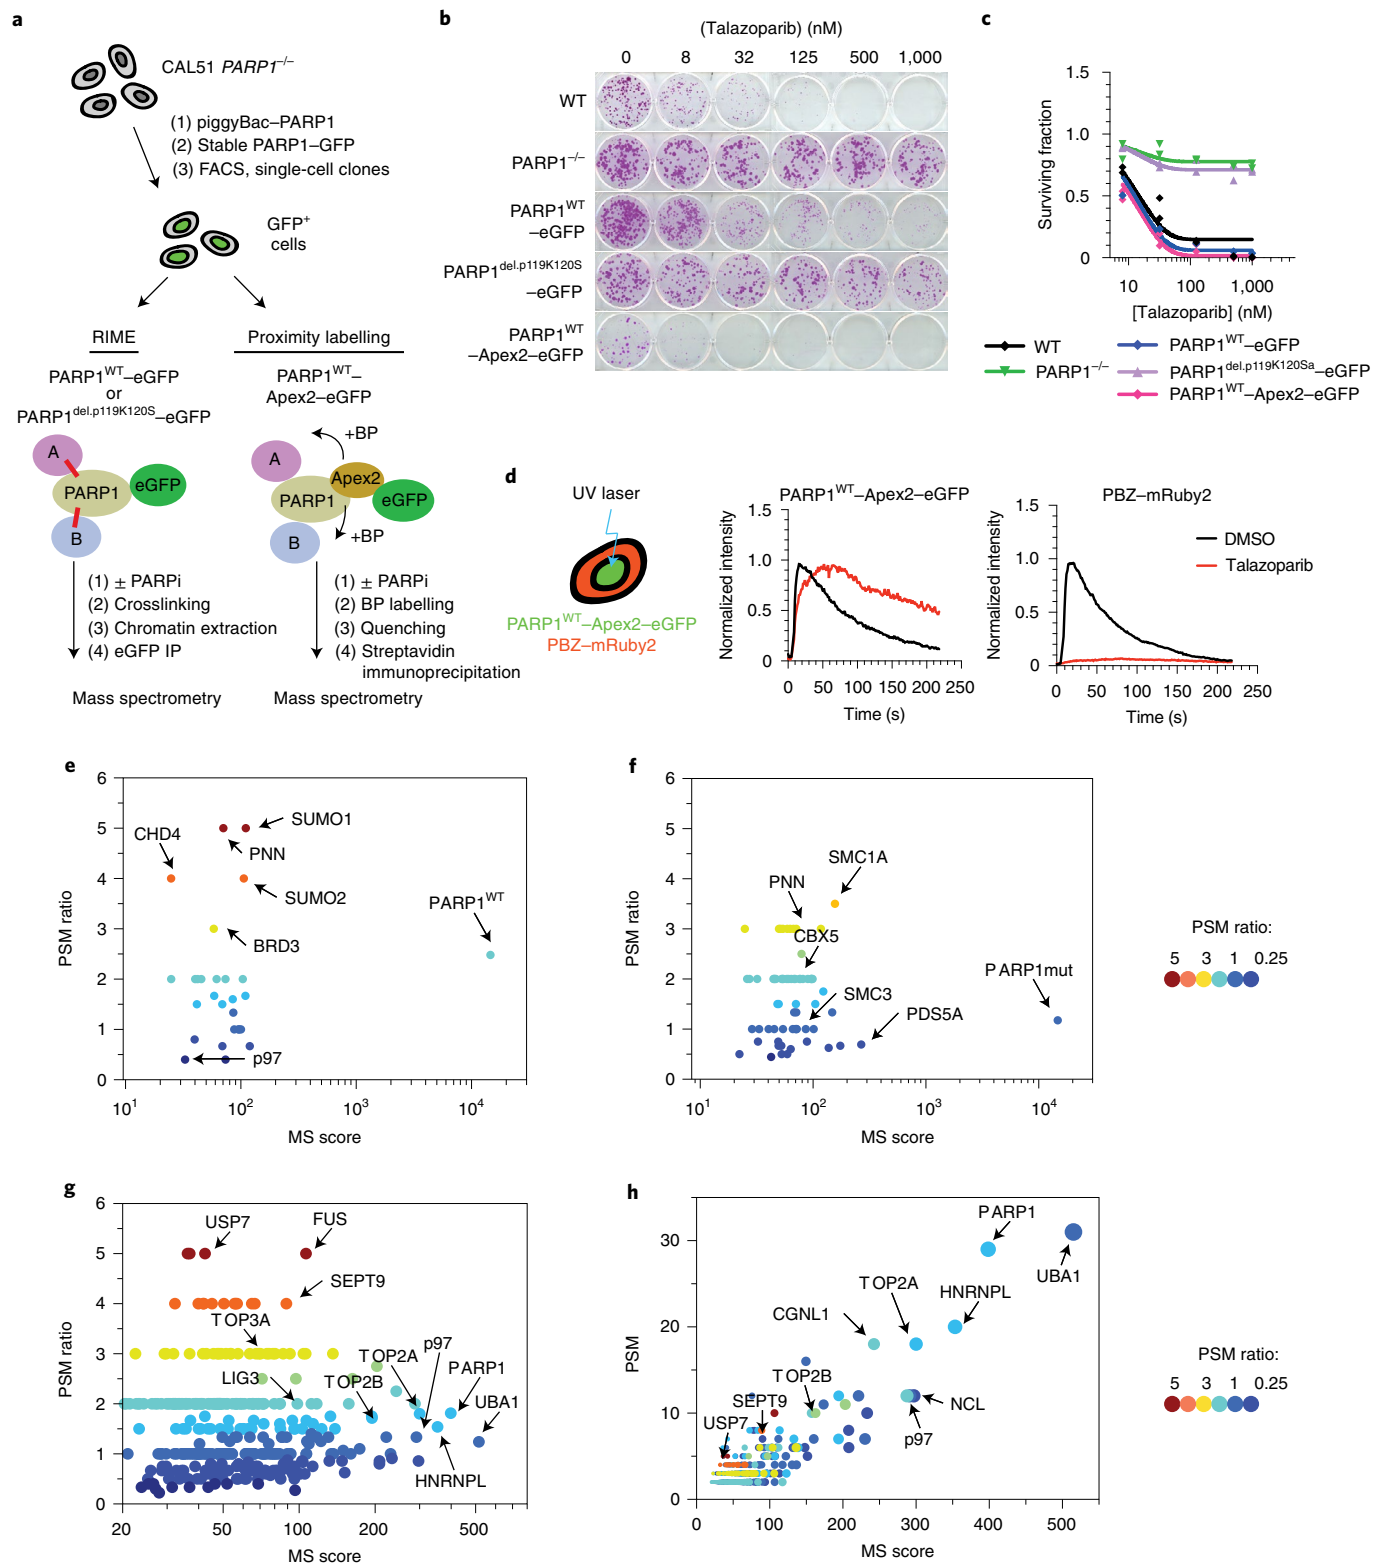 a
CAL51 PARP1–/–
(1) piggyBac–PARP1
(2) Stable PARP1–GFP
(3) FACS, single-cell clones
GFP+
cells
RIME
PARP1WT–eGFP
or
PARP1del.p119K120S–eGFP
A
PARP1
eGFP
B
(1) ± PARPi
(2) Crosslinking
(3) Chromatin extraction
(4) eGFP IP
Mass spectrometry
Proximity labelling
PARP1WT–
Apex2–eGFP
+BP
A
Apex2
PARP1
eGFP
B
+BP
(1) ± PARPi
(2) BP labelling
(3) Quenching
(4) Streptavidin
immunoprecipitation
Mass spectrometry
b
(Talazoparib) (nM)
0 8 32 125 500 1,000
WT
PARP1–/–
PARP1WT
–eGFP
PARP1del.p119K120S
–eGFP
PARP1WT
–Apex2–eGFP
c
Surviving fraction
1.5
1.0
0.5
0
10 100 1,000
[Talazoparib] (nM)
WT
PARP1–/–
PARP1WT–eGFP
PARP1del.p119K120Sa–eGFP
PARP1WT–Apex2–eGFP
d
UV laser
PARP1WT–Apex2–eGFP
PBZ–mRuby2
PARP1WT–Apex2–eGFP
Normalized intensity
1.5
1.0
0.5
0
0 50 100 150 200 250
Time (s)
PBZ–mRuby2
Normalized intensity
1.5
1.0
0.5
0
0 50 100 150 200 250
Time (s)
DMSO
Talazoparib
e
PSM ratio
6
5
4
3
2
1
0
CHD4
SUMO1
PNN
SUMO2
BRD3
PARP1WT
p97
101 102 103 104
MS score
f
PSM ratio
6
5
4
3
2
1
0
SMC1A
PNN
CBX5
SMC3
PDS5A
PARP1mut
101 102 103 104
MS score
PSM ratio:
5 3 1 0.25
g
PSM ratio
6
5
4
3
2
1
0
USP7
FUS
SEPT9
TOP3A
p97
TOP2A
LIG3
TOP2B
PARP1
UBA1
HNRNPL
20 50 100 200 500
MS score
h
PSM
30
20
10
0
PARP1
UBA1
TOP2A
HNRNPL
CGNL1
TOP2B
SEPT9
NCL
USP7
p97
0 100 200 300 400 500
MS score
PSM ratio:
5 3 1 0.25